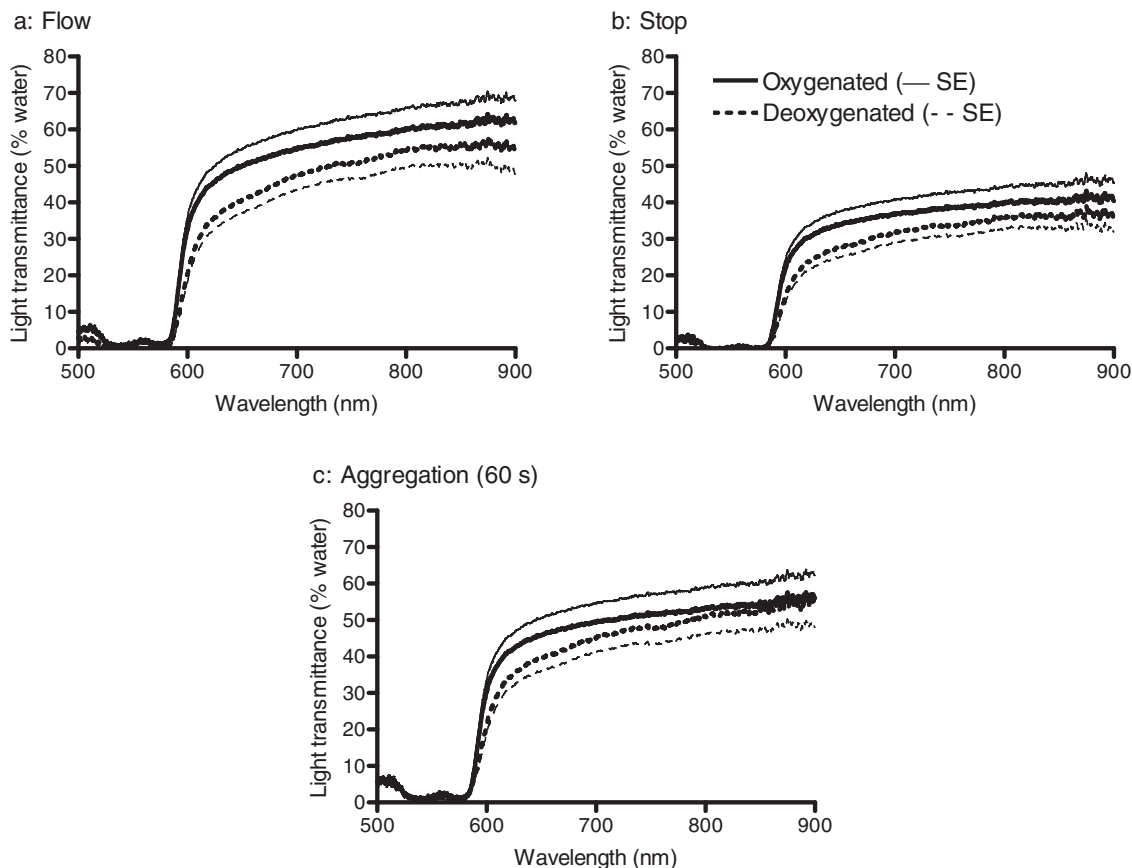 a: Flow
80
70
60
50
40
30
20
10
0
500 600 700 800 900
Light transmittance (% water)
Wavelength (nm)
b: Stop
80
70
60
50
40
30
20
10
0
500 600 700 800 900
Light transmittance (% water)
Wavelength (nm)
Oxygenated (— SE)
Deoxygenated (- - SE)
c: Aggregation (60 s)
80
70
60
50
40
30
20
10
0
500 600 700 800 900
Light transmittance (% water)
Wavelength (nm)